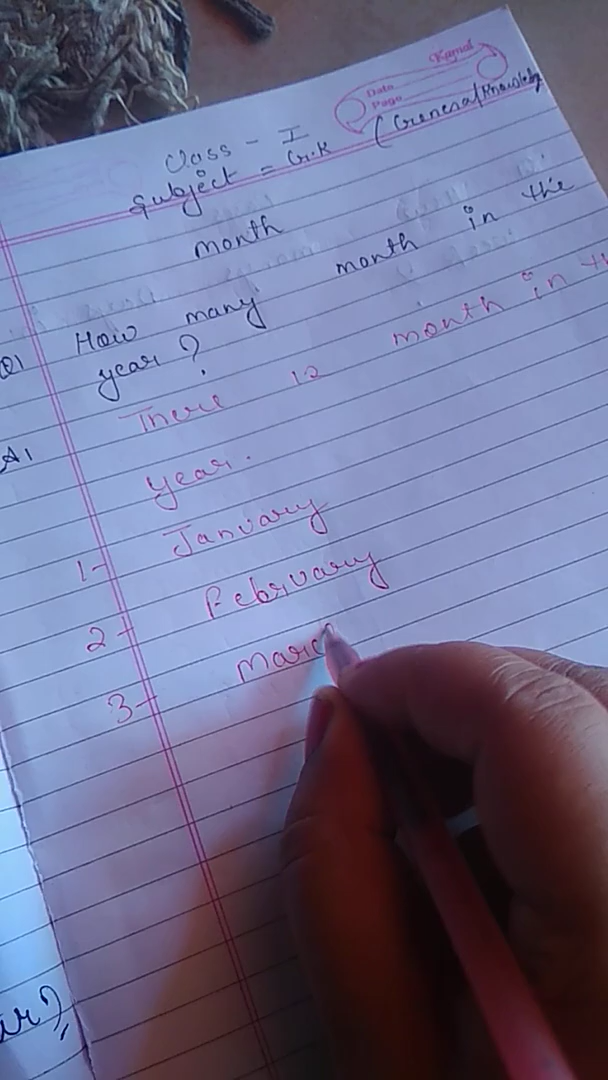 Kamal
Date
Page
Class - I
Subject = G.K (General Knowledge
month
Q1 How many month in the
year ?
A1 There 12 month in th
year.
1- January
2- February
3- Marc